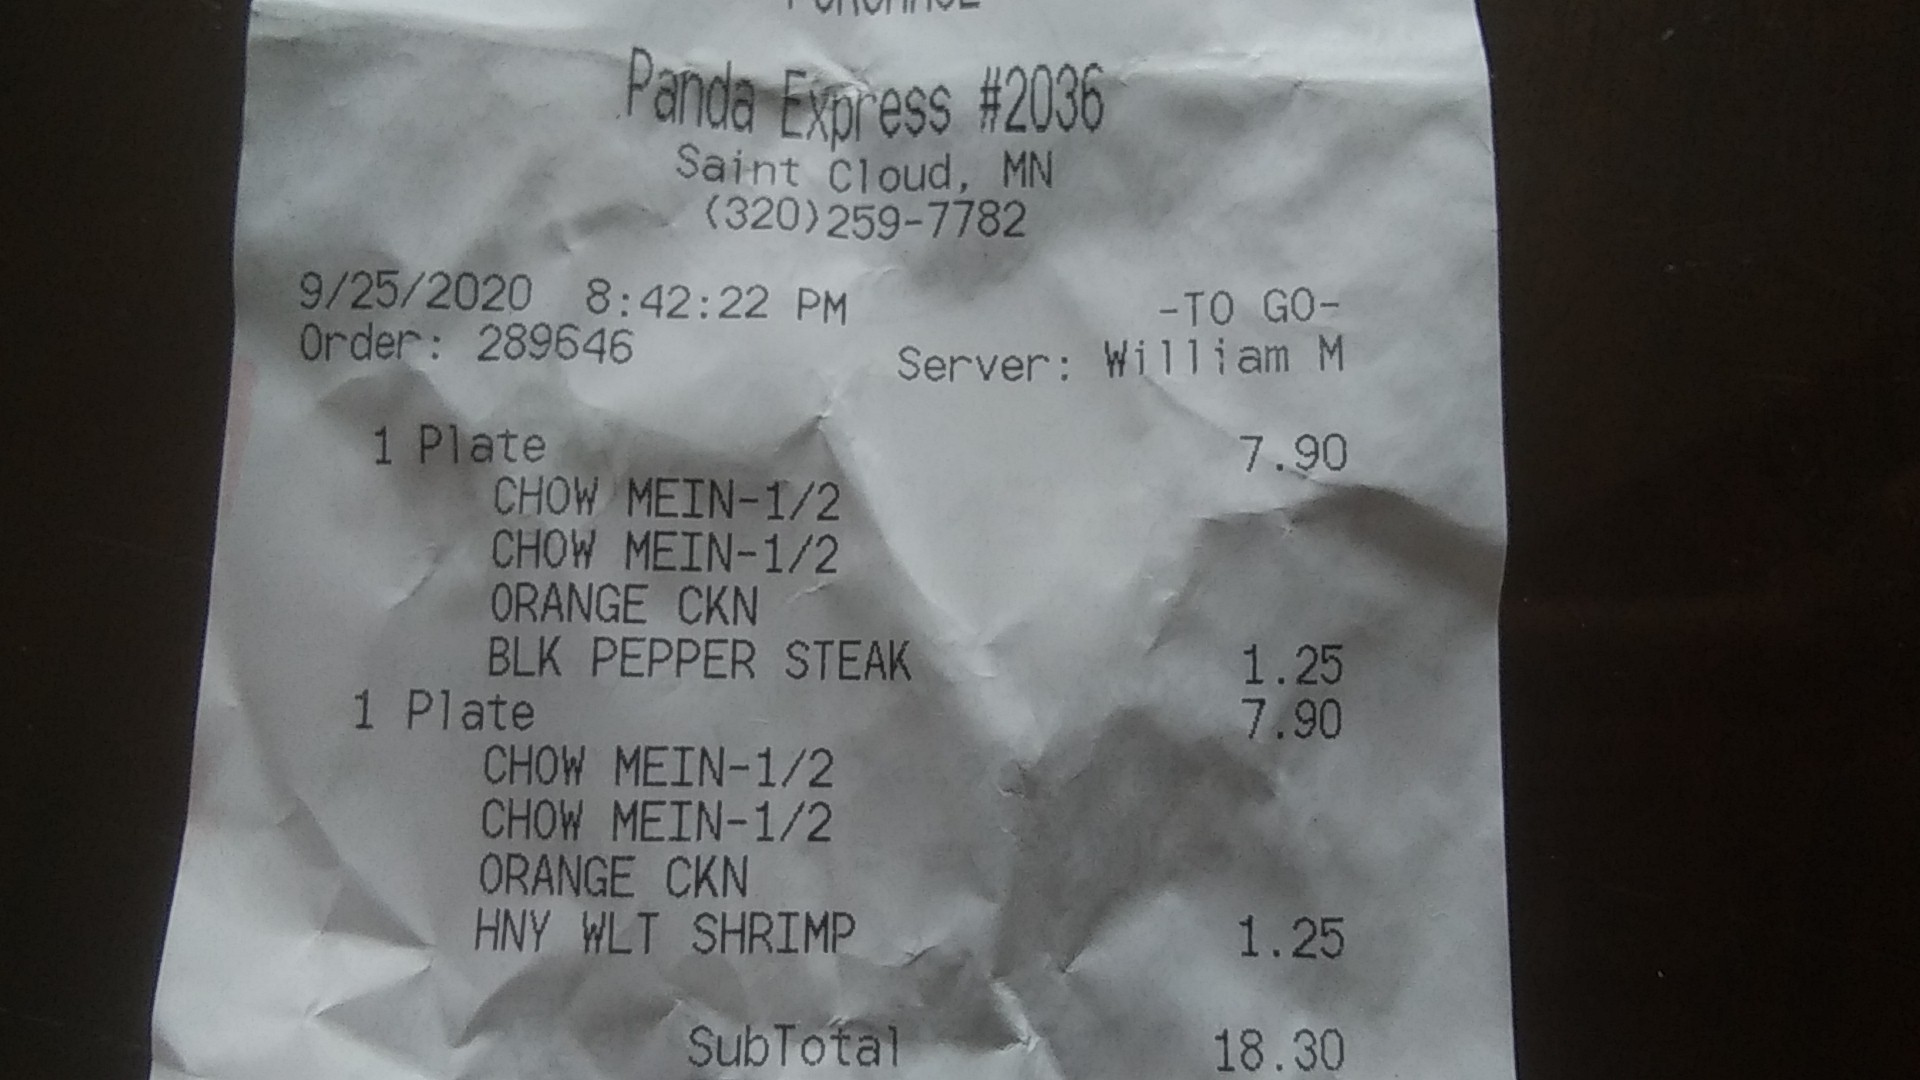 Panda Express #2036
Saint Cloud, MN
(320)259-7782
9/25/2020 8:42:22 PM -TO GO-
Order: 289646 Server: William M
1 Plate 7.90
CHOW MEIN-1/2
CHOW MEIN-1/2
ORANGE CKN
BLK PEPPER STEAK 1.25
1 Plate 7.90
CHOW MEIN-1/2
CHOW MEIN-1/2
ORANGE CKN
HNY WLT SHRIMP 1.25
SubTotal 18.30